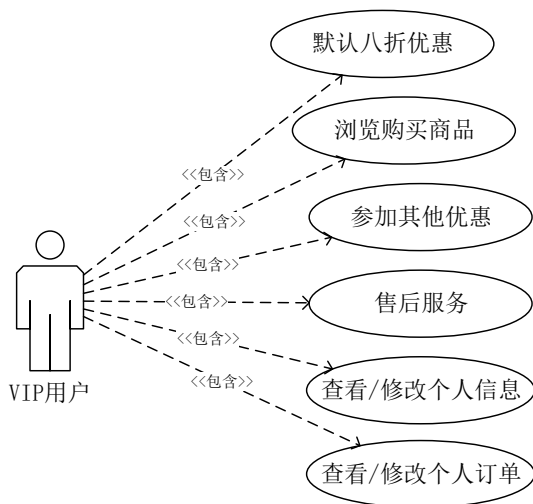 默认八折优惠
浏览购买商品
<<包含>>
<<包含>>
参加其他优惠
<<包含>>
<<包含>>
售后服务
<<包含>>
查看/修改个人信息
<<包含>>
VIP用户
查看/修改个人订单